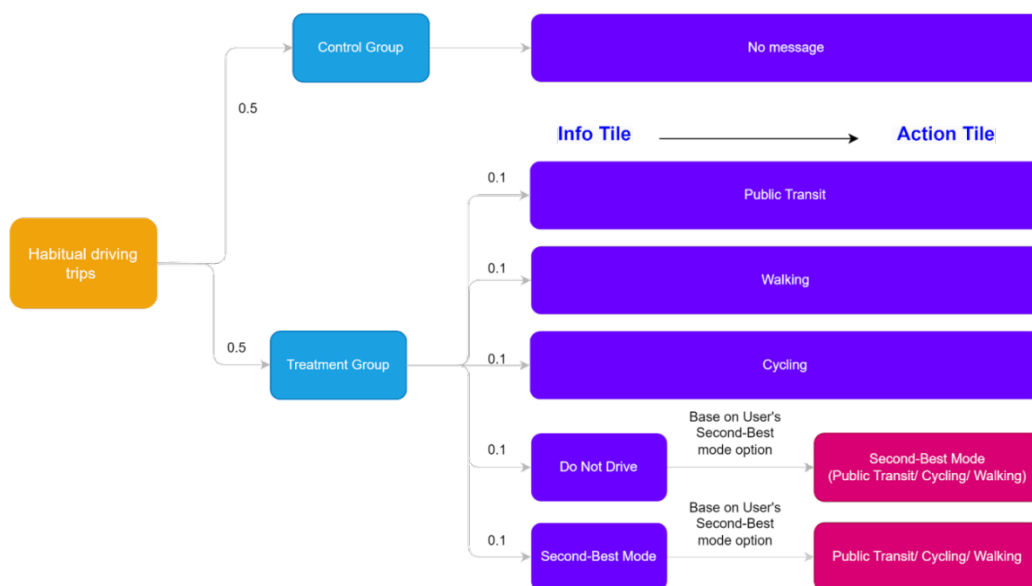 Control Group
No message
0.5
Info Tile
Action Tile
0.1
Public Transit
Habitual driving
trips
0.1
Walking
0.5
Treatment Group
0.1
Cycling
0.1
Do Not Drive
Base on User's
Second-Best
mode option
Second-Best Mode
(Public Transit/ Cycling/ Walking)
0.1
Second-Best Mode
Base on User's
Second-Best
mode option
Public Transit/ Cycling/ Walking